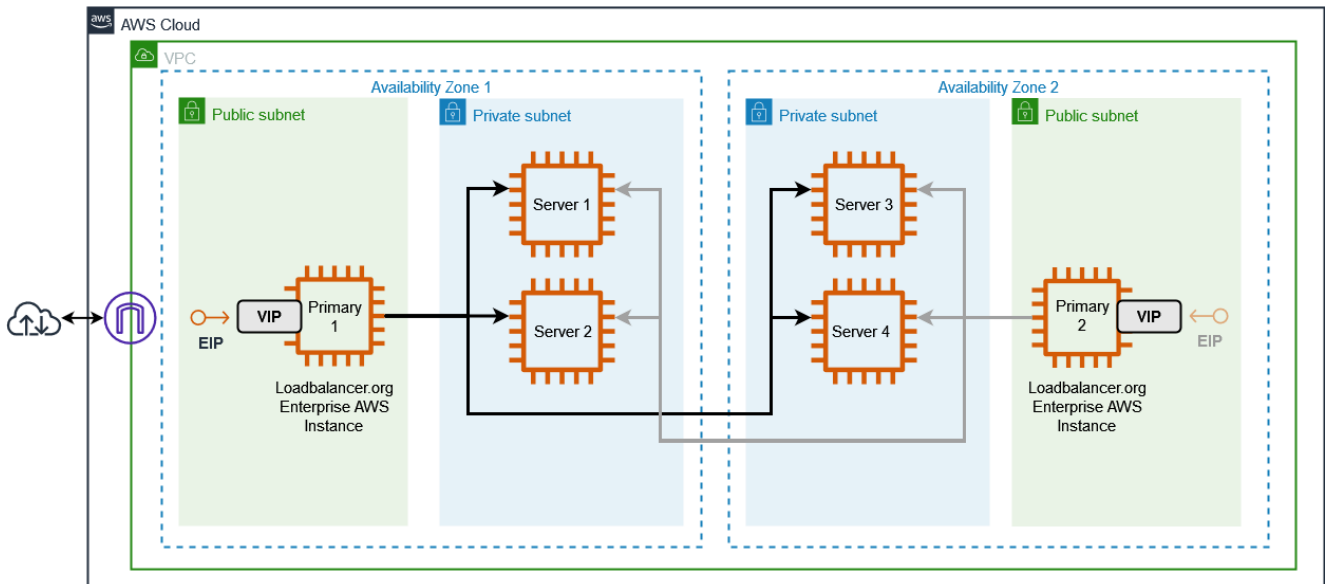 aws
AWS Cloud
VPC
Availability Zone 1
Availability Zone 2
Public subnet
Private subnet
Private subnet
Public subnet
Server 1
Server 3
Primary
1
VIP
EIP
Server 2
Server 4
Primary
2
VIP
EIP
Loadbalancer.org
Enterprise AWS
Instance
Loadbalancer.org
Enterprise AWS
Instance